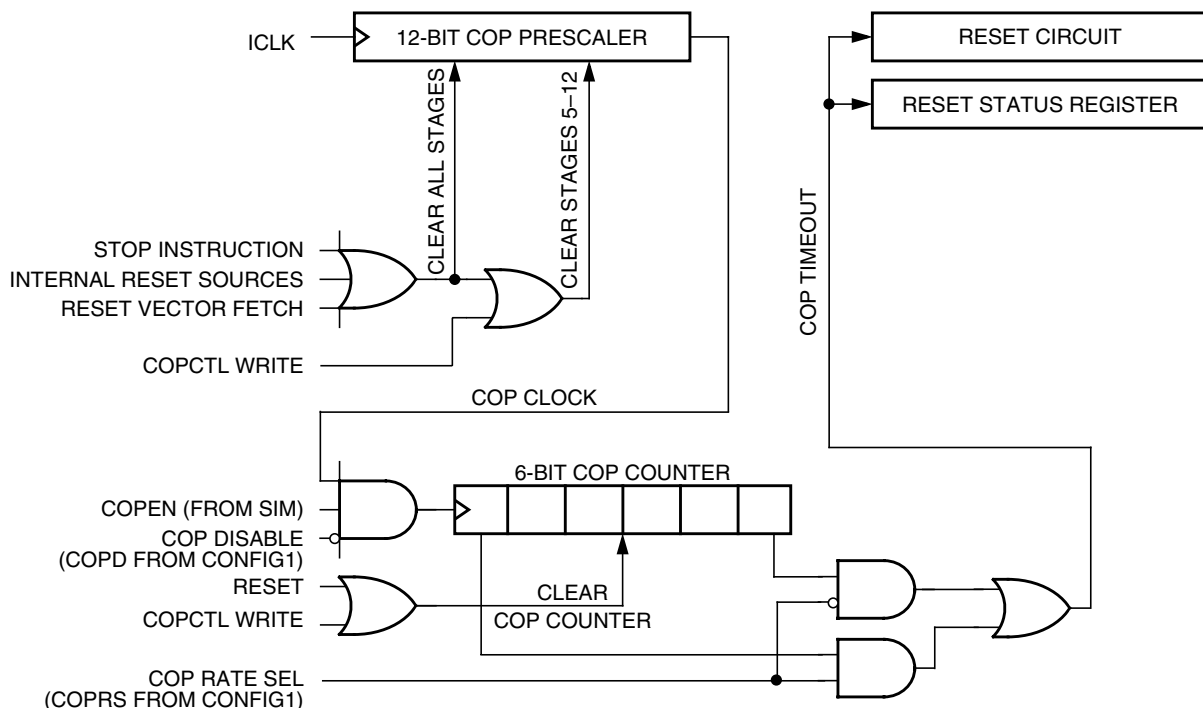 ICLK
12-BIT COP PRESCALER
RESET CIRCUIT
RESET STATUS REGISTER
CLEAR ALL STAGES
CLEAR STAGES 5–12
COP TIMEOUT
STOP INSTRUCTION
INTERNAL RESET SOURCES
RESET VECTOR FETCH
COPCTL WRITE
COP CLOCK
6-BIT COP COUNTER
COPEN (FROM SIM)
COP DISABLE
(COPD FROM CONFIG1)
RESET
COPCTL WRITE
CLEAR
COP COUNTER
COP RATE SEL
(COPRS FROM CONFIG1)